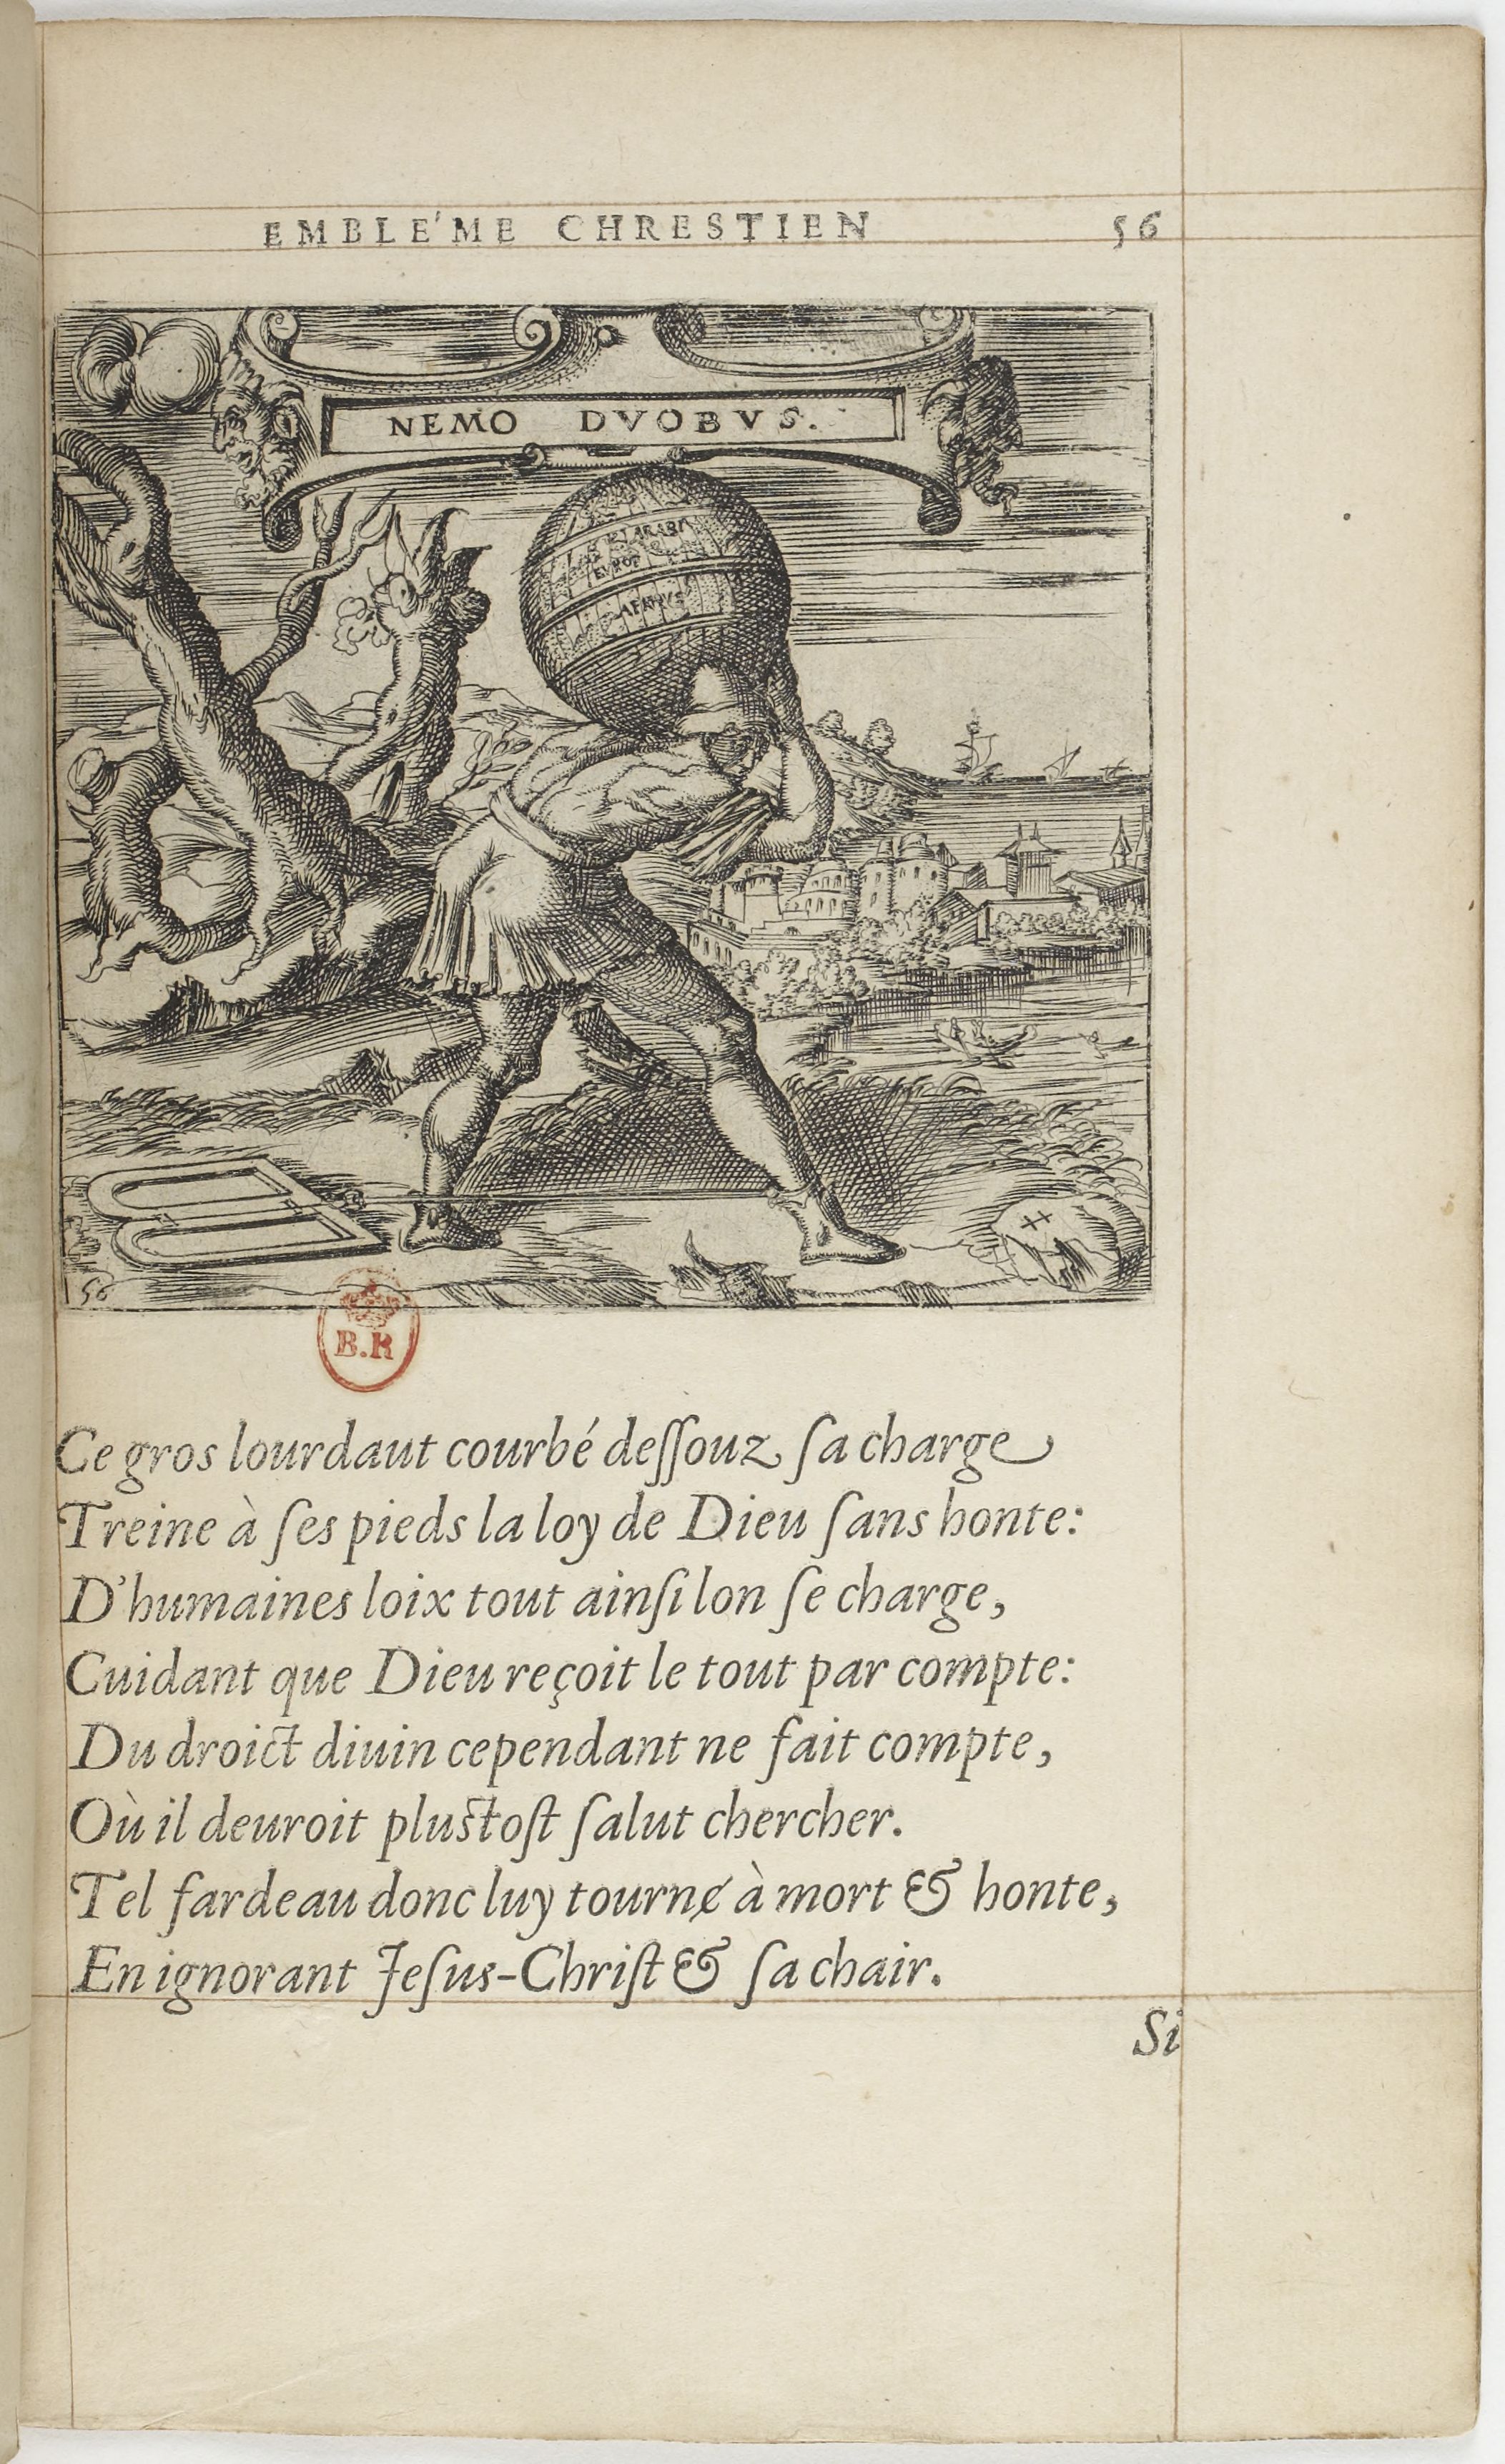 EMBLE'ME CHRESTIEN 56
NEMO DVOBVS.
EVROP
56
B.R
Ce gros lourdaut courbé deſſouz ſa charge
Treine à ſes pieds la loy de Dieu ſans honte:
D'humaines loix tout ainſi lon ſe charge,
Cuidant que Dieu reçoit le tout par compte:
Du droict diuin cependant ne fait compte,
Où il deuroit pluſtoſt ſalut chercher.
Tel fardeau donc luy tourne̸ à mort & honte,
En ignorant Jeſus-Chriſt & ſa chair.
Si